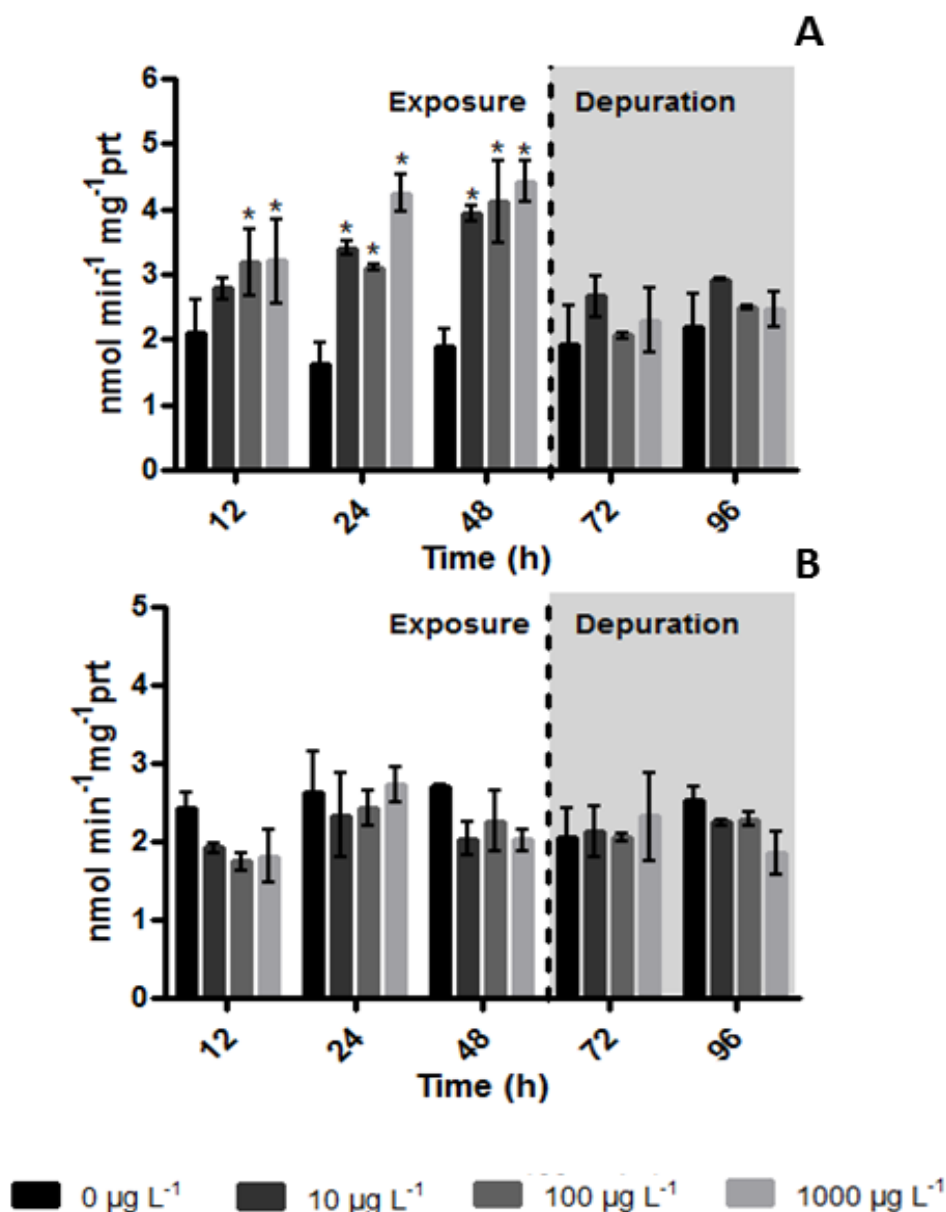 A
Exposure Depuration
nmol min⁻¹ mg⁻¹prt
6
5
4
3
2
1
0
* * * * * * * *
12 24 48 72 96
Time (h)
B
Exposure Depuration
nmol min⁻¹mg⁻¹prt
5
4
3
2
1
0
12 24 48 72 96
Time (h)
0 µg L⁻¹ 10 µg L⁻¹ 100 µg L⁻¹ 1000 µg L⁻¹